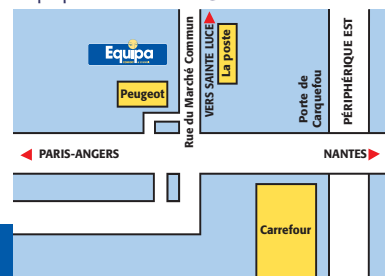 Equipa
Peugeot
Rue du Marché Commun
VERS SAINTE LUCE
La poste
Porte de
Carquefou
PÉRIPHÉRIQUE EST
PARIS-ANGERS
NANTES
Carrefour